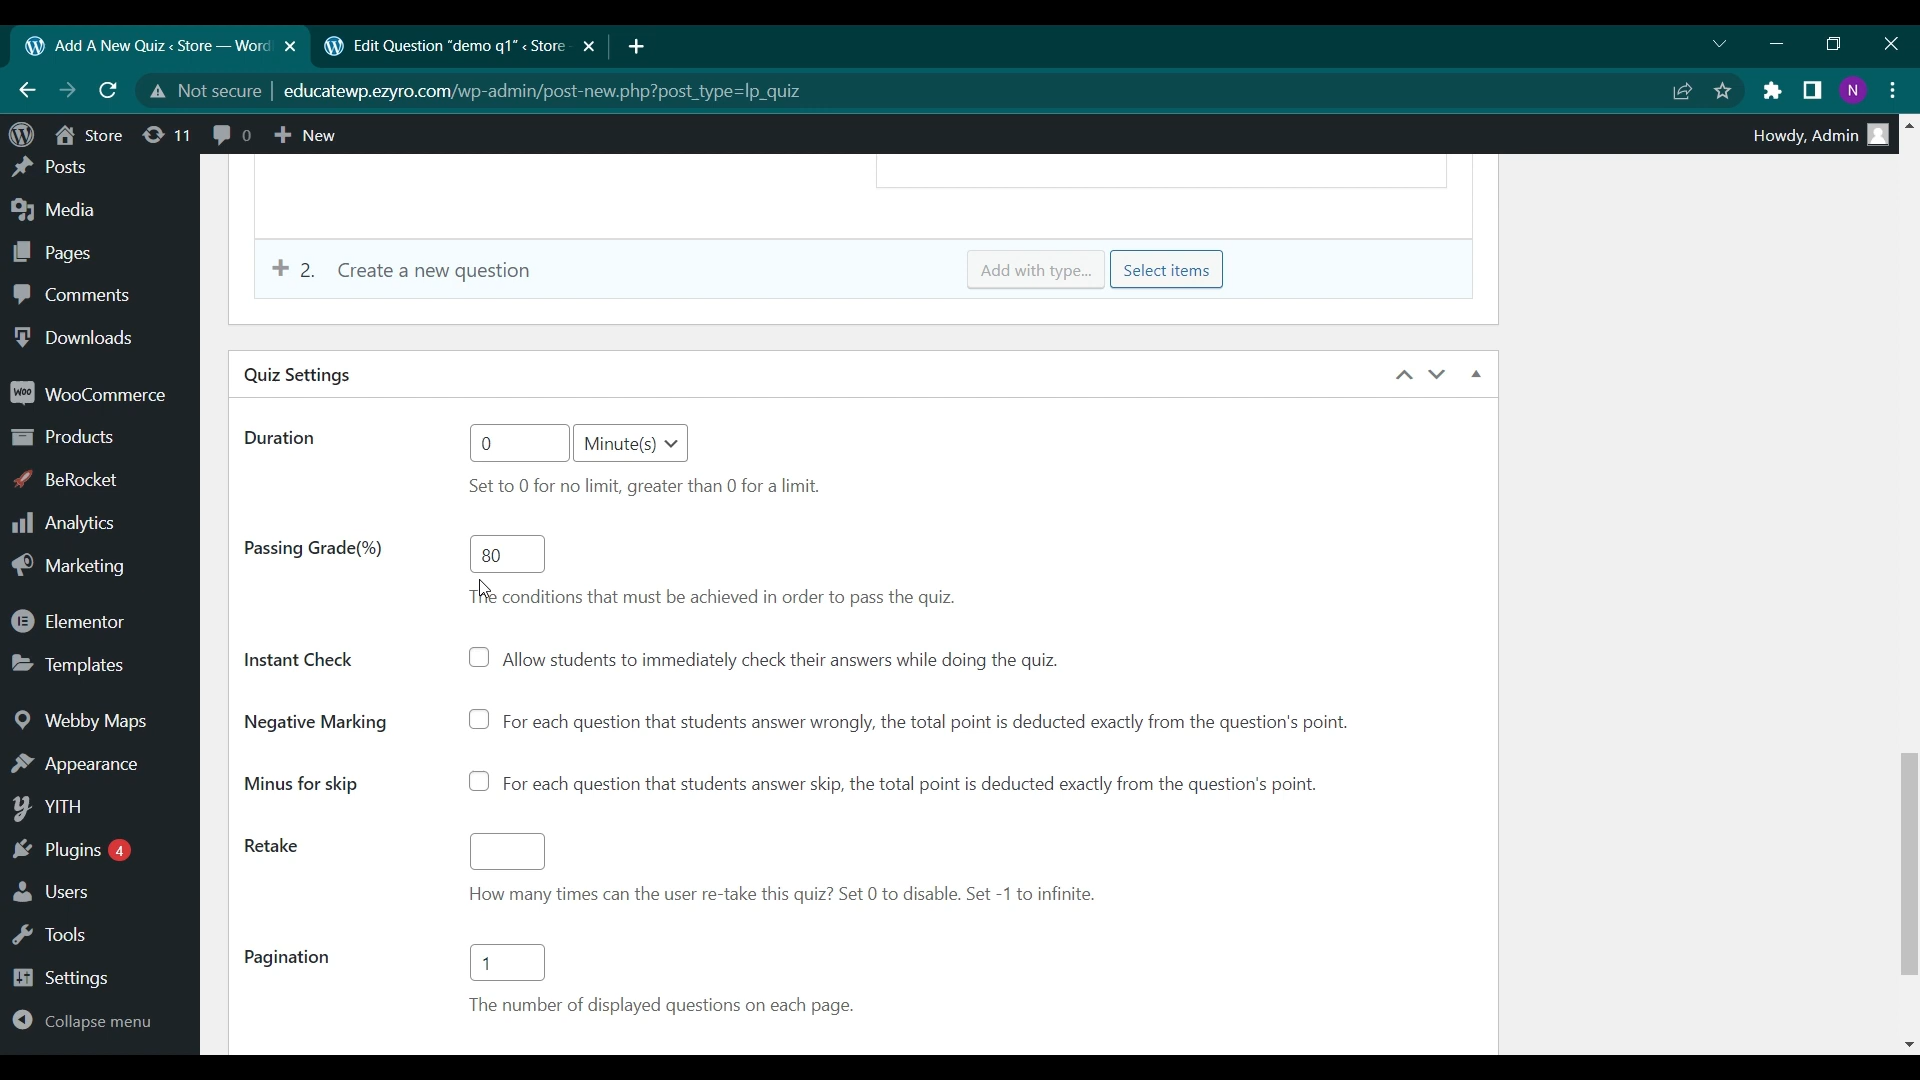 Add A New Quiz ‹ Store — Word
Edit Question “demo q1” ‹ Store
Not secure
educatewp.ezyro.com/wp-admin/post-new.php?post_type=lp_quiz
N
Store
11
0
New
Howdy, Admin
Posts
Media
Pages
Comments
Downloads
Woo WooCommerce
Products
BeRocket
Analytics
Marketing
Elementor
Templates
Webby Maps
Appearance
YITH
Plugins 4
Users
Tools
Settings
Collapse menu
2. Create a new question
Add with type...
Select items
Quiz Settings
Duration
0
Minute(s)
Set to 0 for no limit, greater than 0 for a limit.
Passing Grade(%)
80
The conditions that must be achieved in order to pass the quiz.
Instant Check
Allow students to immediately check their answers while doing the quiz.
Negative Marking
For each question that students answer wrongly, the total point is deducted exactly from the question's point.
Minus for skip
For each question that students answer skip, the total point is deducted exactly from the question's point.
Retake
How many times can the user re-take this quiz? Set 0 to disable. Set -1 to infinite.
Pagination
1
The number of displayed questions on each page.